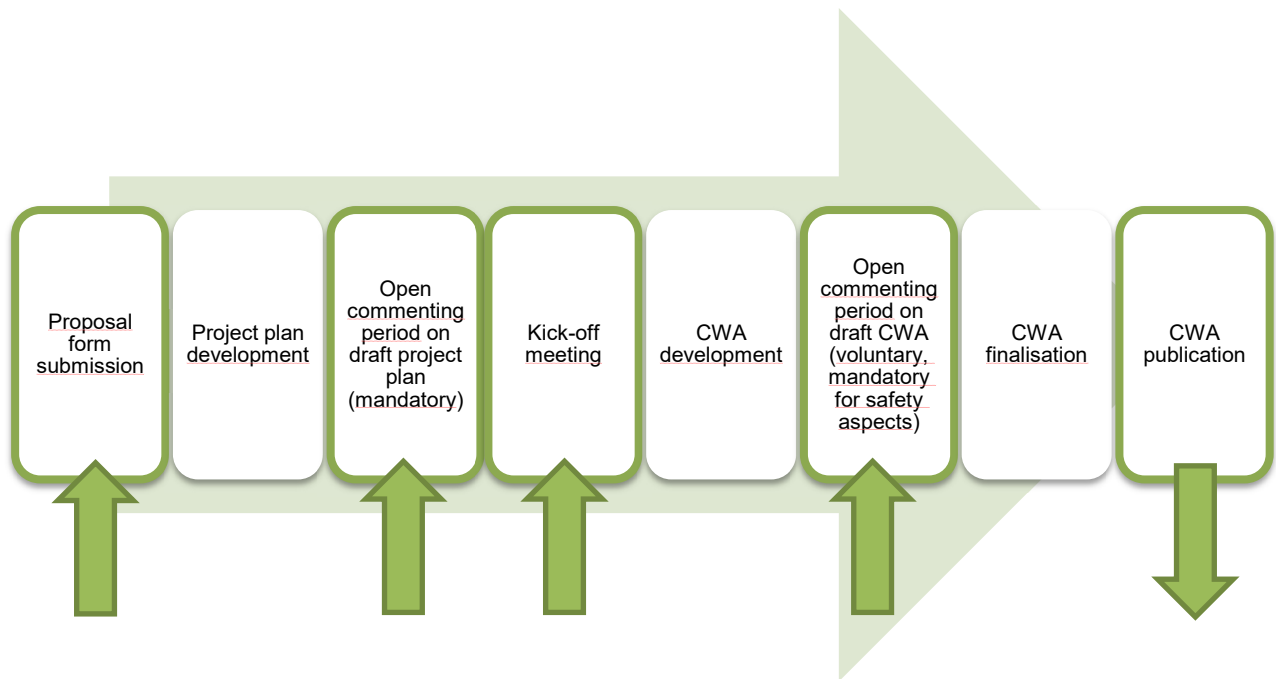 Proposal
form
submission
Project plan
development
Open
commenting
period on
draft project
plan
(mandatory)
Kick-off
meeting
CWA
development
Open
commenting
period on
draft CWA
(voluntary,
mandatory
for safety
aspects)
CWA
finalisation
CWA
publication